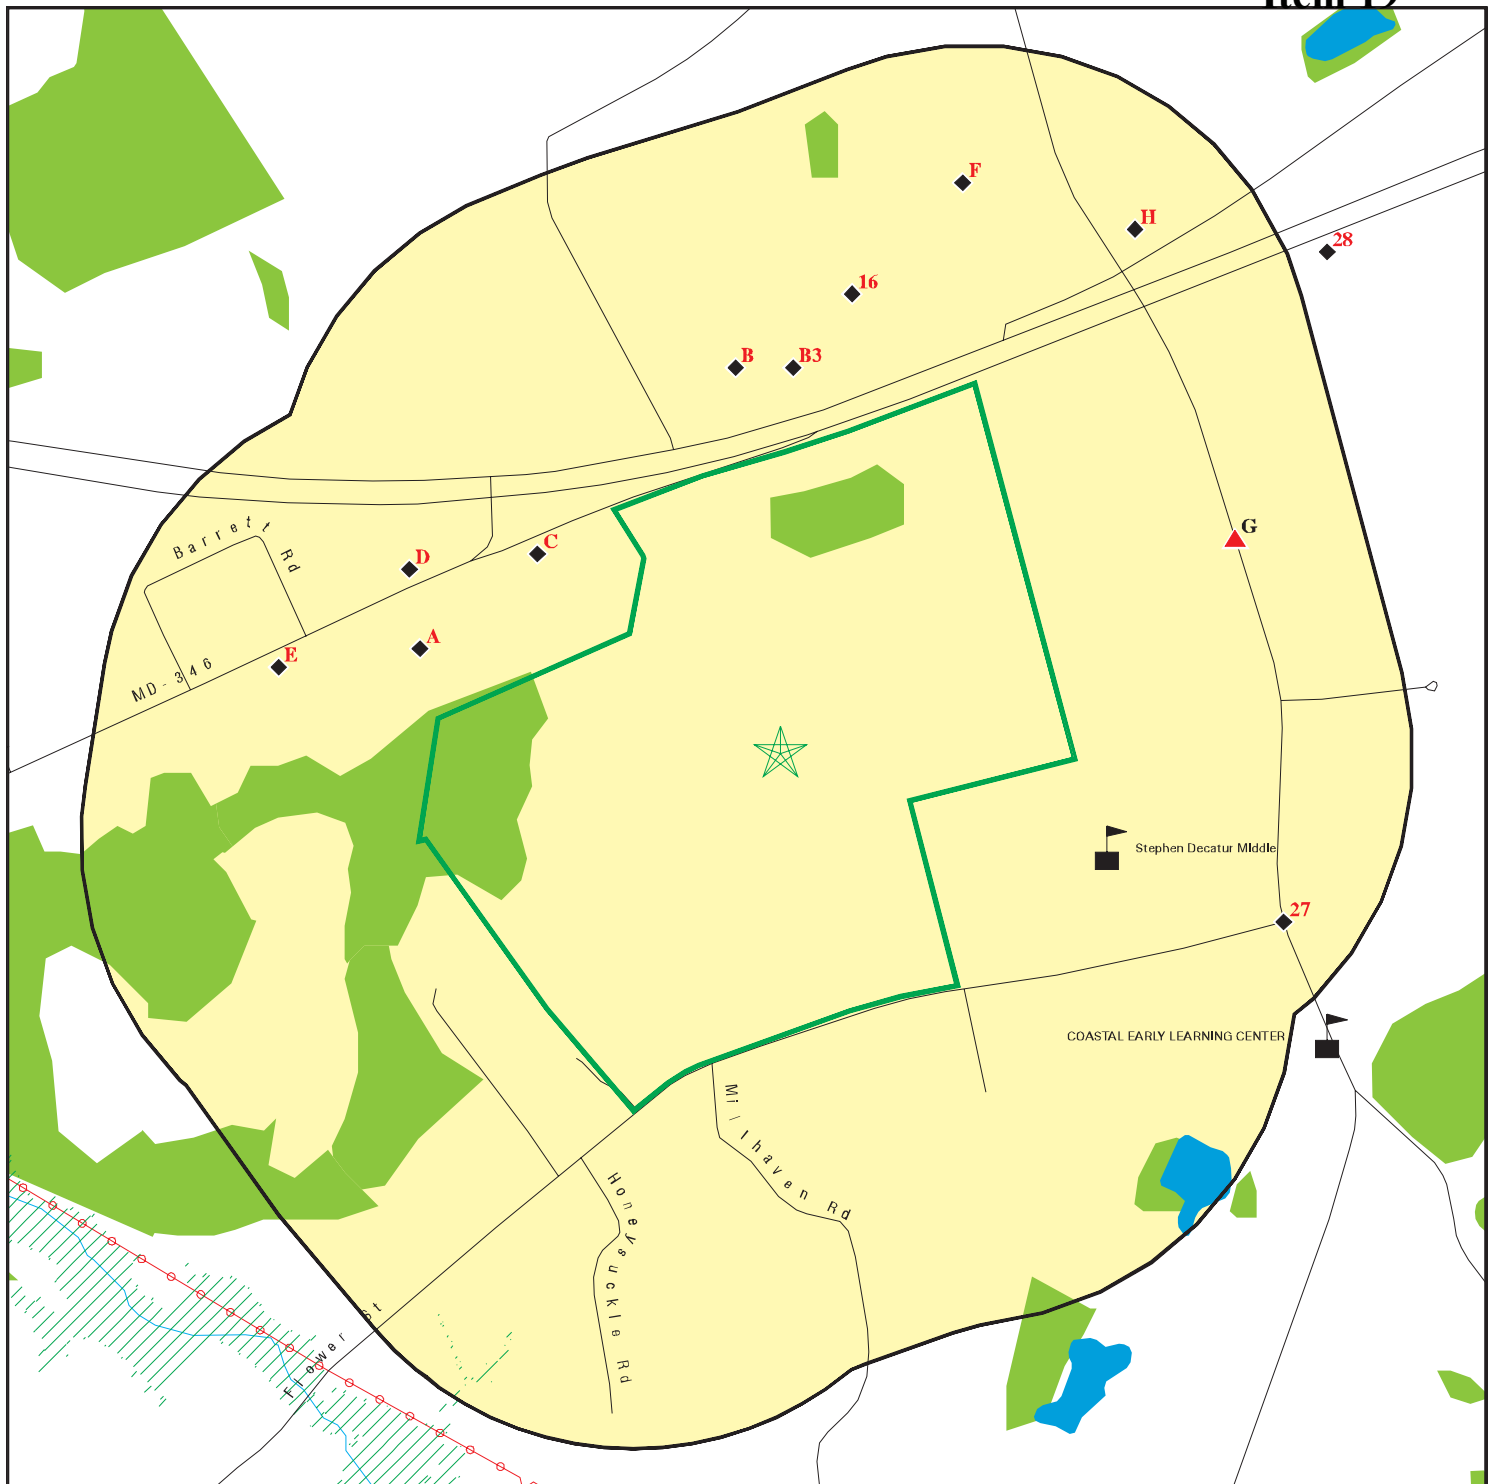 F
H
28
16
B
B3
G
Barrett Rd
D
C
A
E
MD-346
Stephen Decatur Middle
27
COASTAL EARLY LEARNING CENTER
Millhaven Rd
Honeysuckle Rd
Flower St